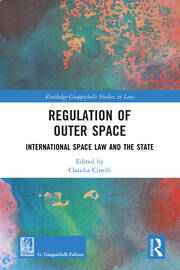 Routledge-Giappichelli Studies in Law
REGULATION OF
OUTER SPACE
INTERNATIONAL SPACE LAW AND THE STATE
Edited by
Claudia Cinelli
G. Giappichelli Editore
R
Routledge